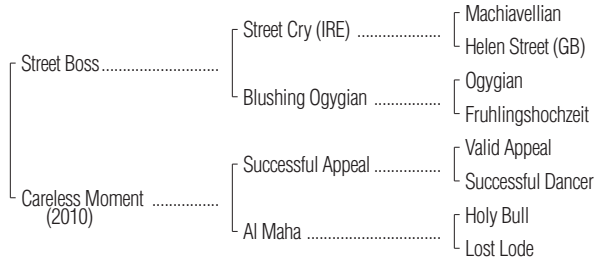 Machiavellian
Street Cry (IRE) ..................
Helen Street (GB)
Street Boss.........................
Ogygian
Blushing Ogygian ..............
Fruhlingshochzeit
Valid Appeal
Successful Appeal ..............
Successful Dancer
Careless Moment ..............
(2010)
Holy Bull
Al Maha ............................
Lost Lode